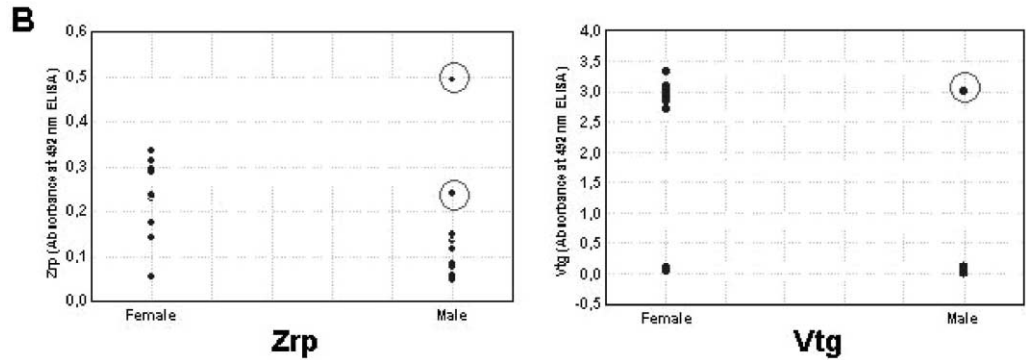 B
Zrp (Absorbance at 492 nm ELISA)
0,6
0,5
0,4
0,3
0,2
0,1
0,0
Female
Male
Zrp
Vtg (Absorbance at 492 nm ELISA)
4,0
3,5
3,0
2,5
2,0
1,5
1,0
0,5
0,0
-0,5
Female
Male
Vtg